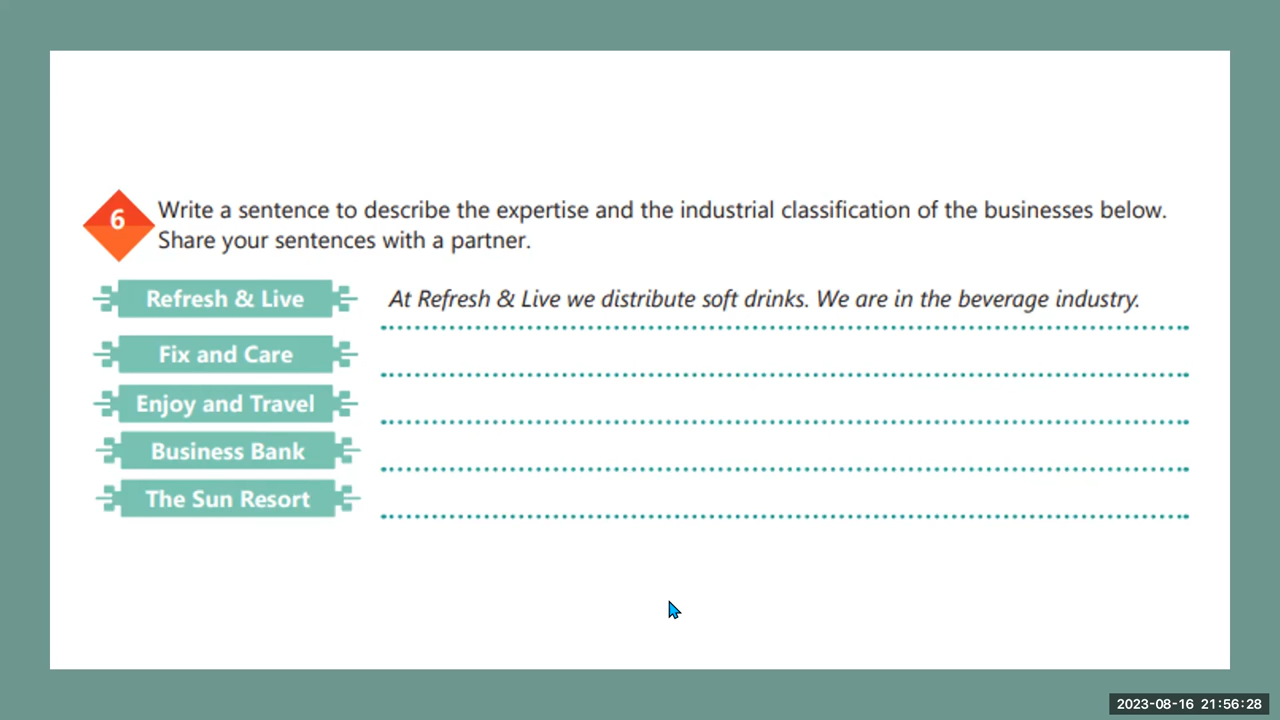 6
Write a sentence to describe the expertise and the industrial classification of the businesses below.
Share your sentences with a partner.
Refresh & Live
At Refresh & Live we distribute soft drinks. We are in the beverage industry.
Fix and Care
Enjoy and Travel
Business Bank
The Sun Resort
2023-08-16 21:56:28